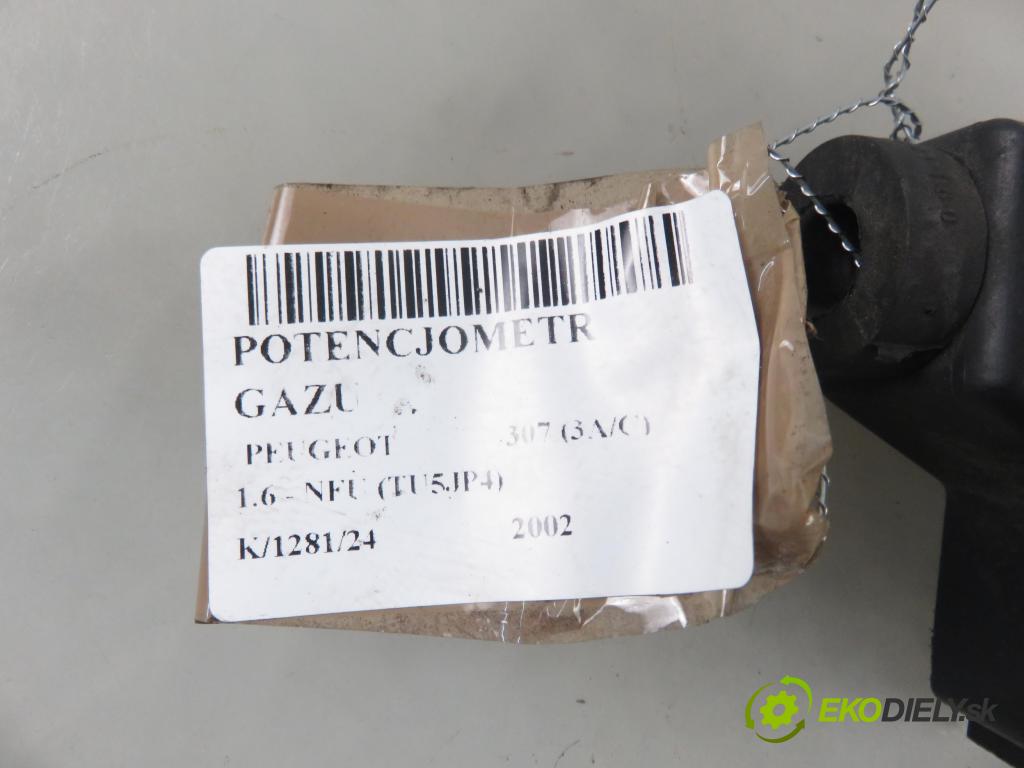 POTENCJOMETR
GAZU
PEUGEOT 307 (3A/C)
1.6 - NFU (TU5JP4)
K/1281/24 2002
EKODIELY.sk